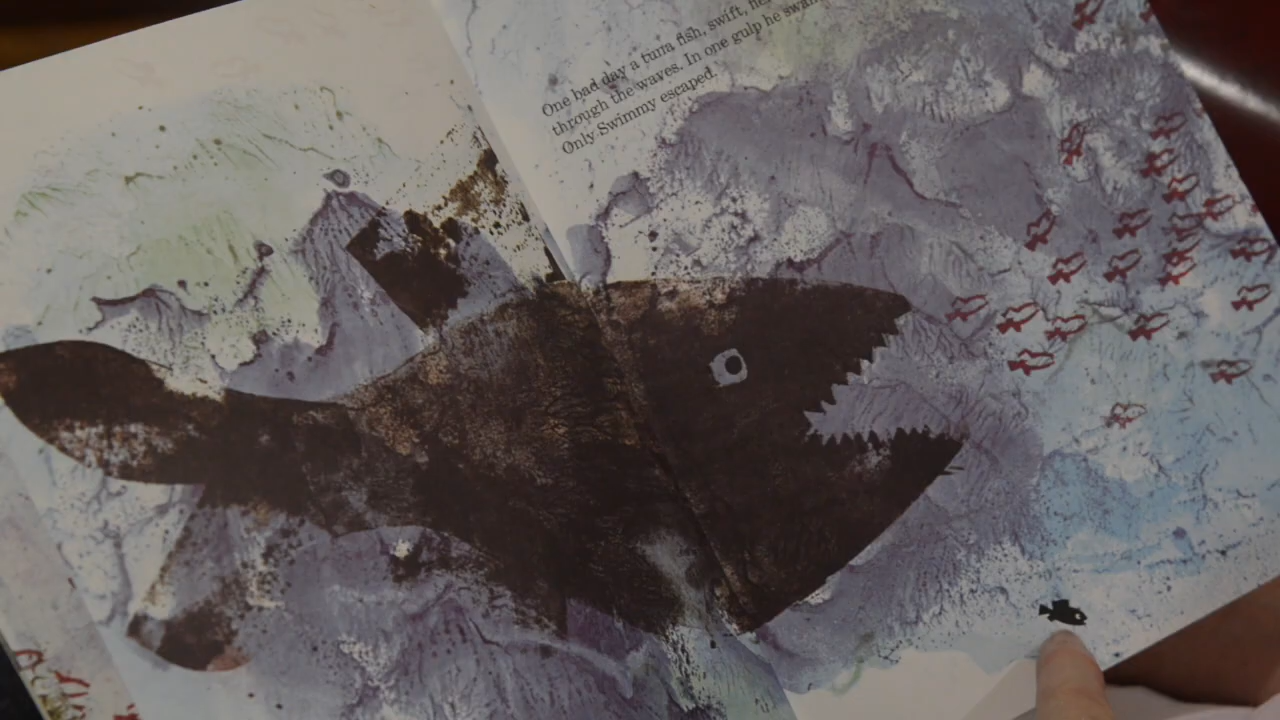 One bad day a tuna fish, swift,
through the waves. In one gulp he
Only Swimmy escaped.